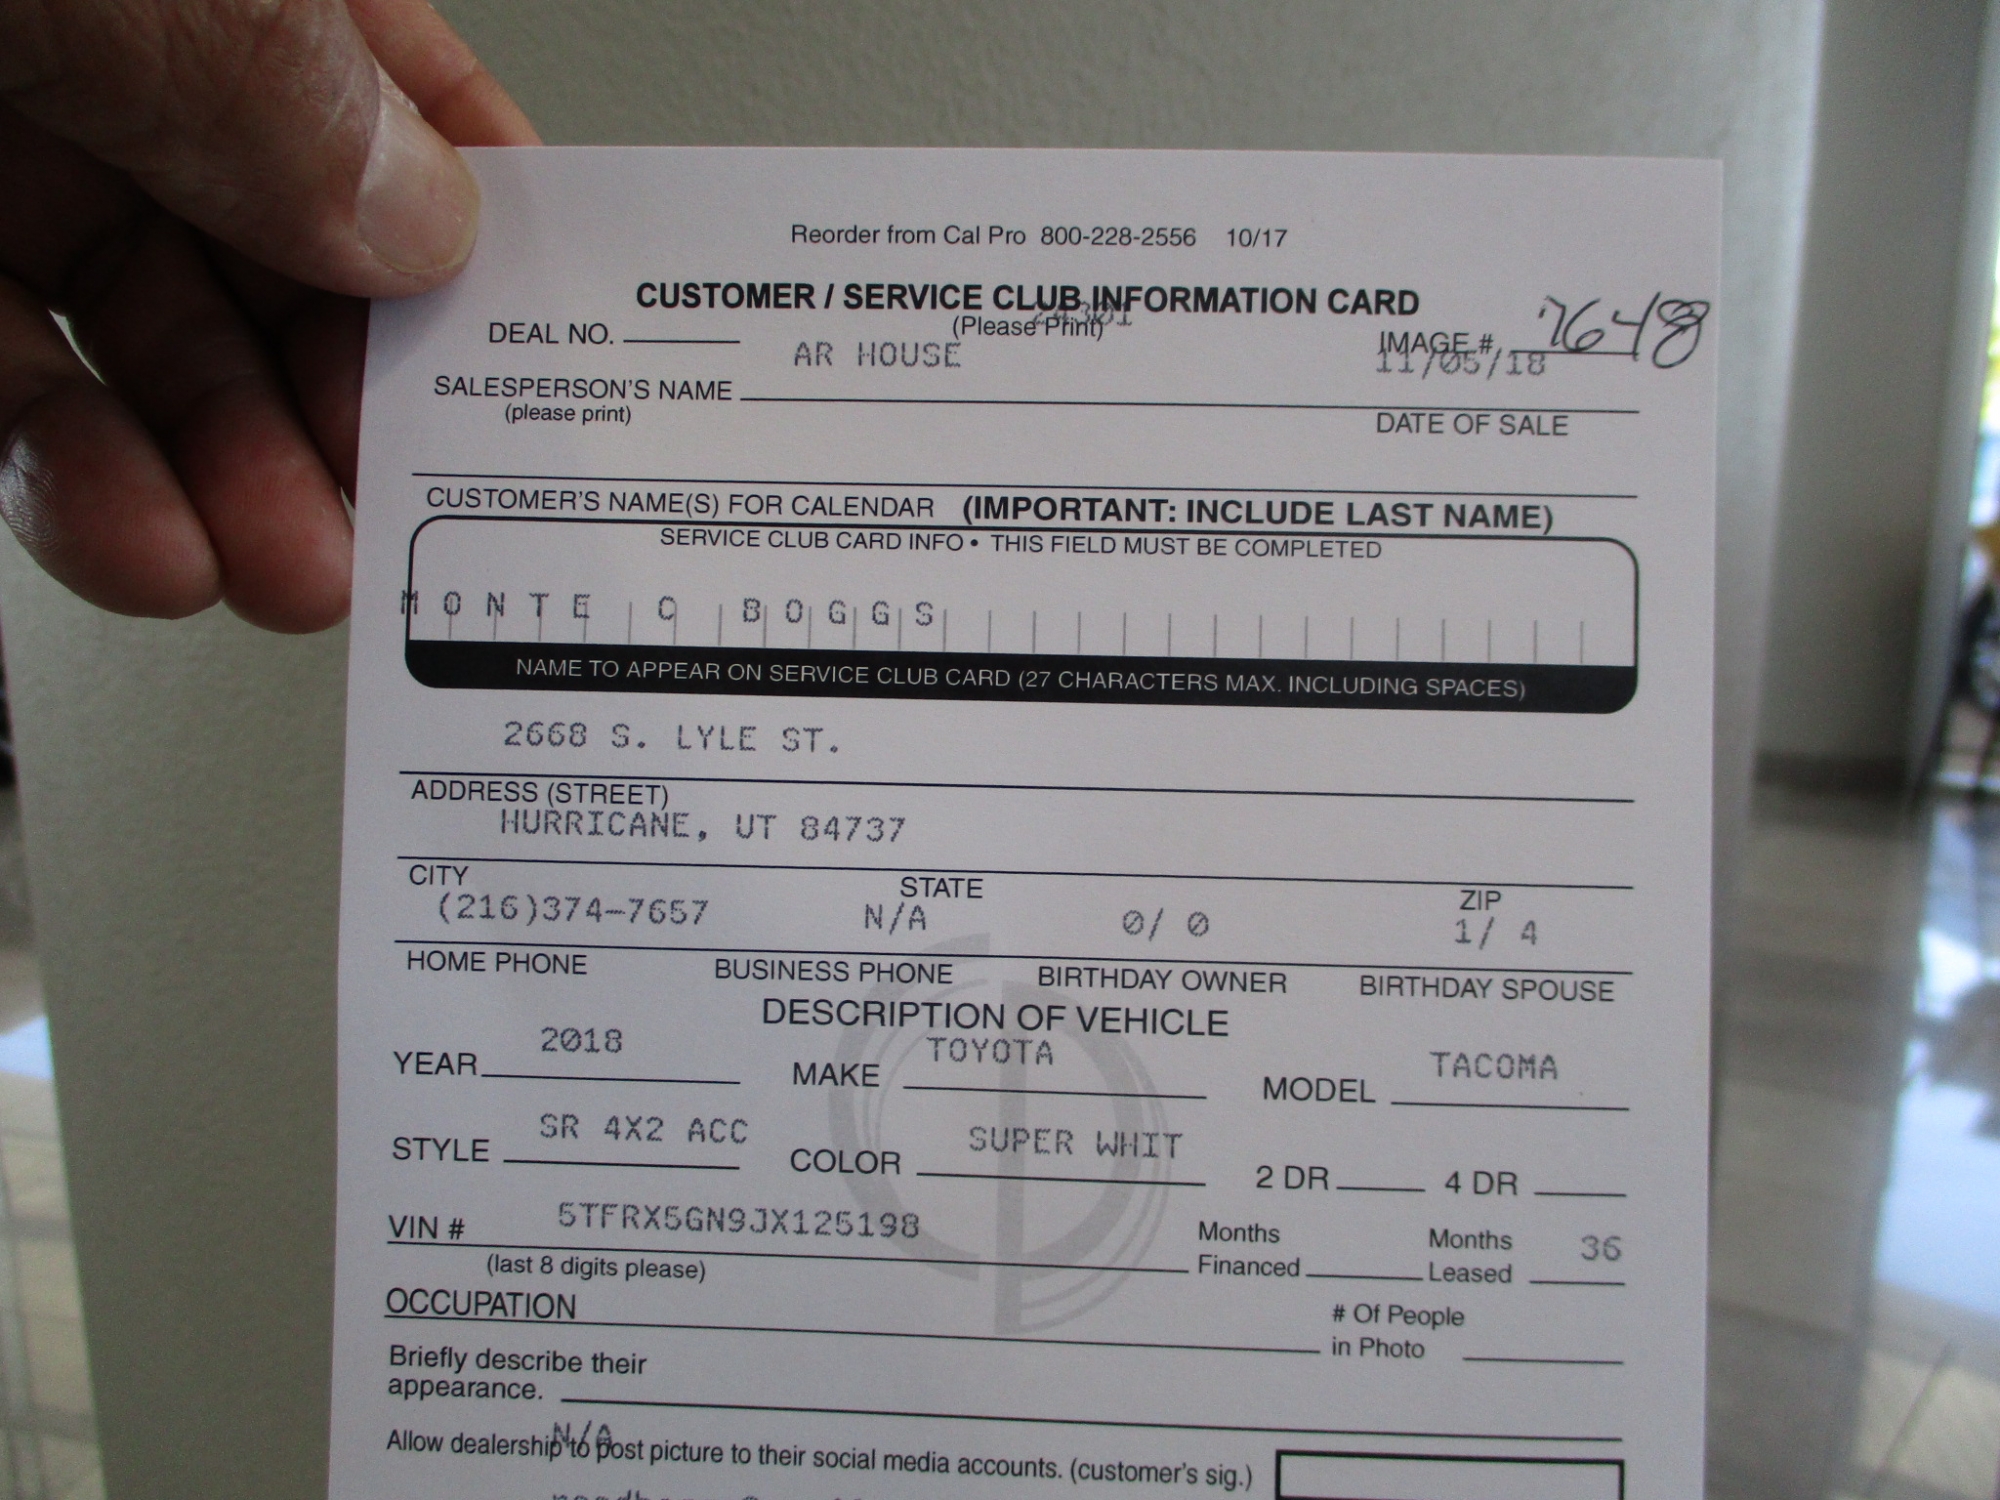 Reorder from Cal Pro 800-228-2556 10/17
CUSTOMER / SERVICE CLUB INFORMATION CARD
(Please Print) 24301
DEAL NO. IMAGE #. 7648
AR HOUSE 11/05/18
SALESPERSON'S NAME
(please print) DATE OF SALE
CUSTOMER'S NAME(S) FOR CALENDAR (IMPORTANT: INCLUDE LAST NAME)
SERVICE CLUB CARD INFO • THIS FIELD MUST BE COMPLETED
MONTE C BOGGS
NAME TO APPEAR ON SERVICE CLUB CARD (27 CHARACTERS MAX. INCLUDING SPACES)
2668 S. LYLE ST.
ADDRESS (STREET)
HURRICANE, UT 84737
CITY STATE ZIP
(216)374-7657 N/A 0/ 0 1/ 4
HOME PHONE BUSINESS PHONE BIRTHDAY OWNER BIRTHDAY SPOUSE
DESCRIPTION OF VEHICLE
YEAR 2018 MAKE TOYOTA MODEL TACOMA
STYLE SR 4X2 ACC COLOR SUPER WHIT 2 DR 4 DR
VIN # 5TFRX5GN9JX125198 Months Financed Months Leased 36
(last 8 digits please)
OCCUPATION # Of People in Photo
Briefly describe their
appearance.
N/A
Allow dealership to post picture to their social media accounts. (customer's sig.)